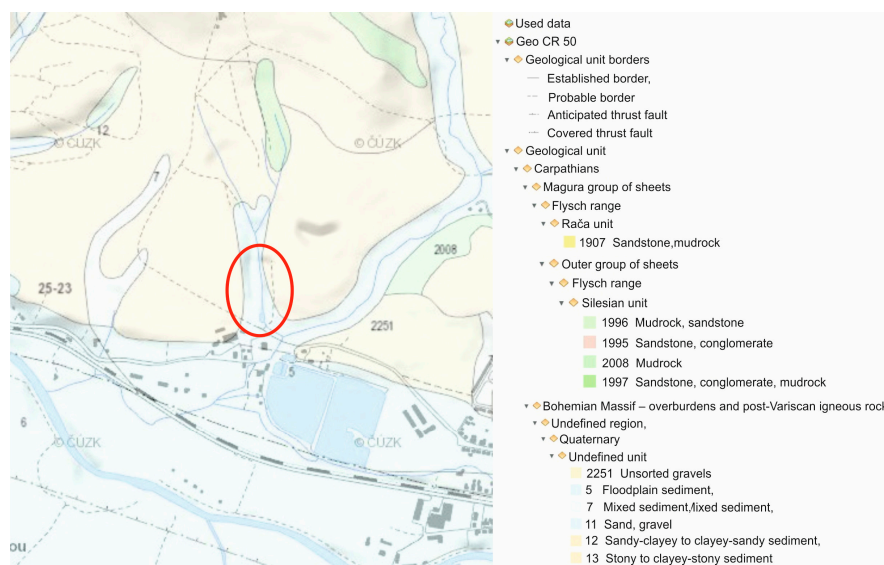 12
© ČÚZK
© ČÚZK
7
2008
25-23
2251
5
6
© ČÚZK
© ČÚZK
ou
Used data
Geo CR 50
Geological unit borders
Established border,
Probable border
Anticipated thrust fault
Covered thrust fault
Geological unit
Carpathians
Magura group of sheets
Flysch range
Rača unit
1907 Sandstone,mudrock
Outer group of sheets
Flysch range
Silesian unit
1996 Mudrock, sandstone
1995 Sandstone, conglomerate
2008 Mudrock
1997 Sandstone, conglomerate, mudrock
Bohemian Massif – overburdens and post-Variscan igneous rock
Undefined region,
Quaternary
Undefined unit
2251 Unsorted gravels
5 Floodplain sediment,
7 Mixed sediment,/ixed sediment,
11 Sand, gravel
12 Sandy-clayey to clayey-sandy sediment,
13 Stony to clayey-stony sediment